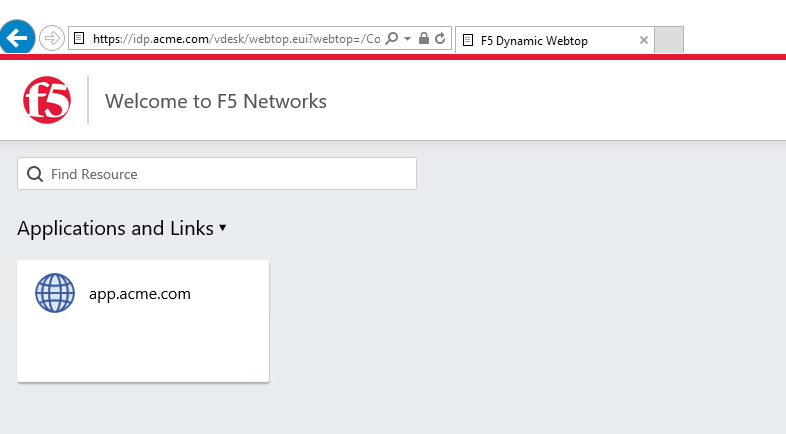 https://idp.acme.com/vdesk/webtop.eui?webtop=/Co
F5 Dynamic Webtop
f5
Welcome to F5 Networks
Find Resource
Applications and Links
app.acme.com